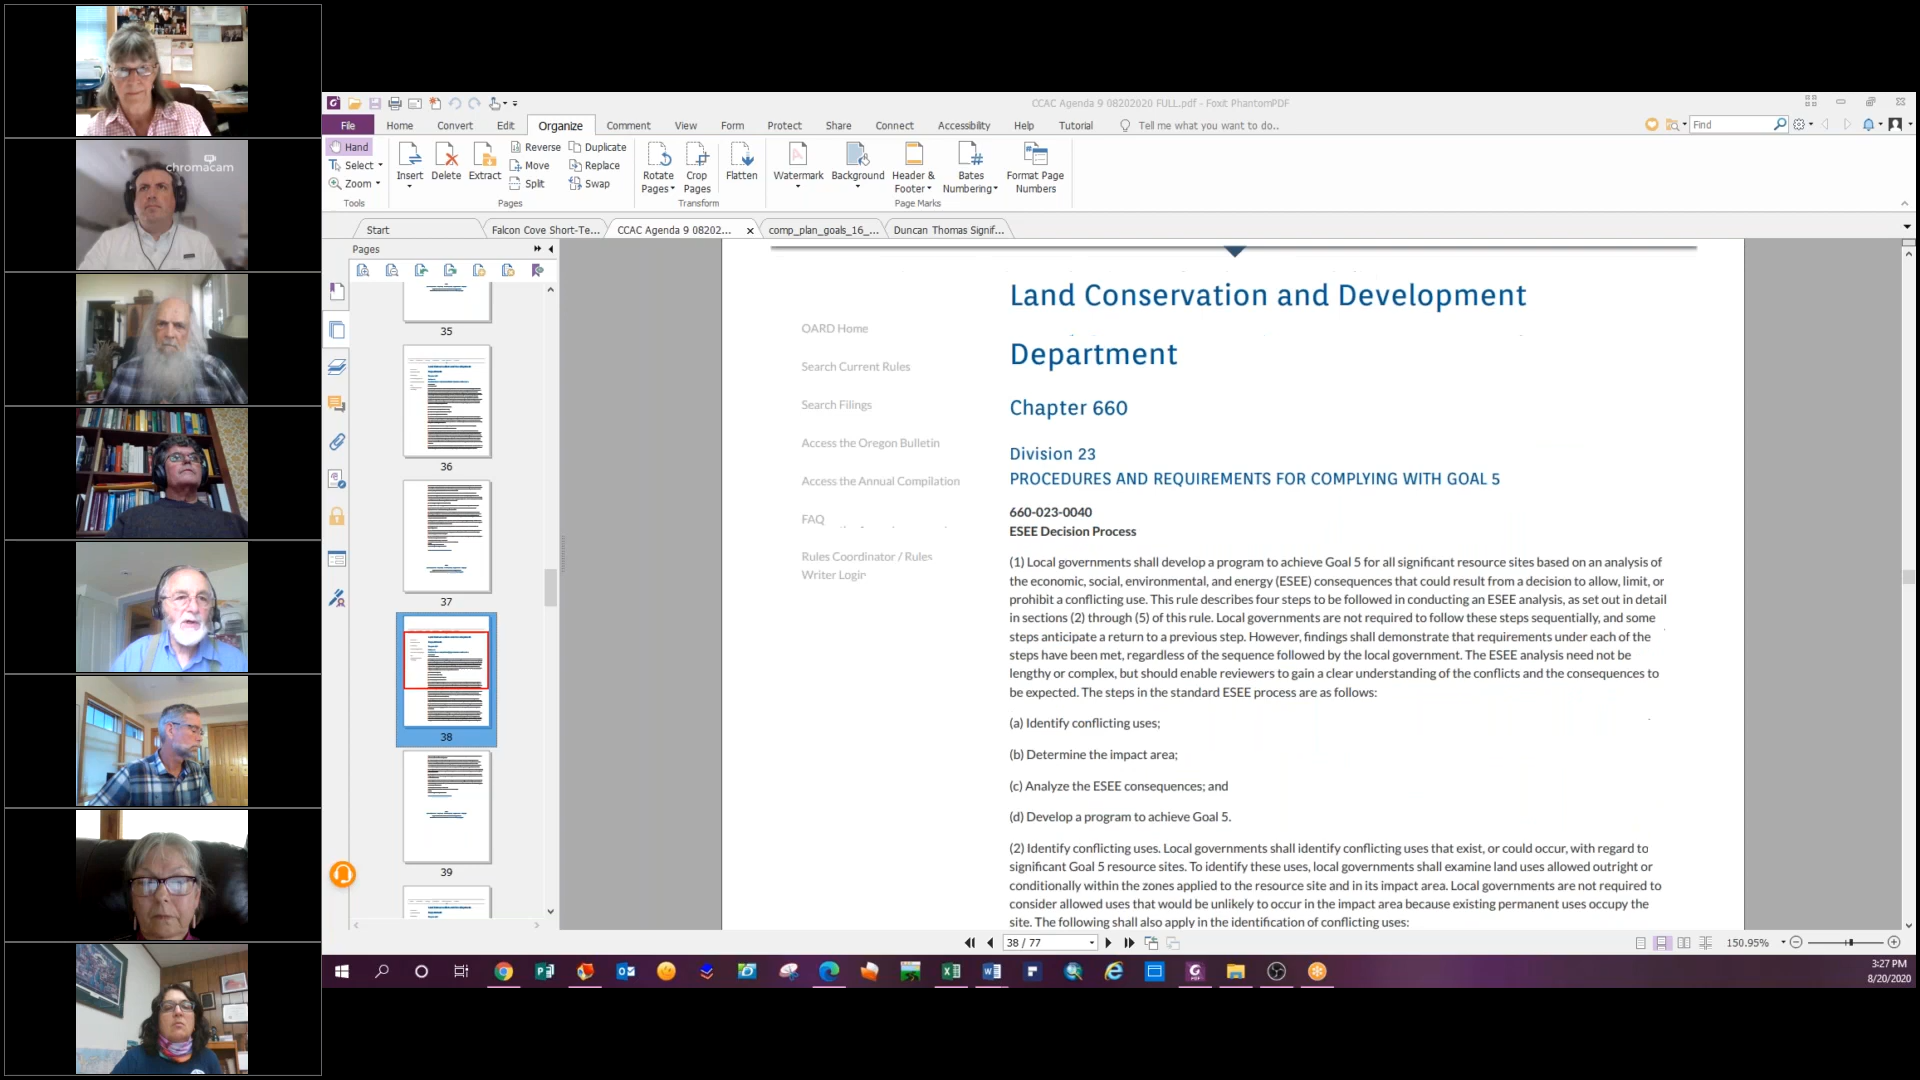 chromacam
CCAC Agenda 9 08202020 FULL.pdf - Foxit PhantomPDF
File Home Convert Edit Organize Comment View Form Protect Share Connect Accessibility Help Tutorial Tell me what you want to do.. Find
Hand
Select
Zoom
Tools
Insert Delete Extract
Reverse Duplicate
Move Replace
Split Swap
Pages
Rotate Pages Crop Pages Flatten
Transform
Watermark Background Header & Footer Bates Numbering Format Page Numbers
Page Marks
Start Falcon Cove Short-Te... CCAC Agenda 9 08202... comp_plan_goals_16_... Duncan Thomas Signif...
Pages
35
36
37
38
39
OARD Home
Search Current Rules
Search Filings
Access the Oregon Bulletin
Access the Annual Compilation
FAQ
Rules Coordinator / Rules
Writer Login
Land Conservation and Development
Department
Chapter 660
Division 23
PROCEDURES AND REQUIREMENTS FOR COMPLYING WITH GOAL 5
660-023-0040
ESEE Decision Process
(1) Local governments shall develop a program to achieve Goal 5 for all significant resource sites based on an analysis of
the economic, social, environmental, and energy (ESEE) consequences that could result from a decision to allow, limit, or
prohibit a conflicting use. This rule describes four steps to be followed in conducting an ESEE analysis, as set out in detail
in sections (2) through (5) of this rule. Local governments are not required to follow these steps sequentially, and some
steps anticipate a return to a previous step. However, findings shall demonstrate that requirements under each of the
steps have been met, regardless of the sequence followed by the local government. The ESEE analysis need not be
lengthy or complex, but should enable reviewers to gain a clear understanding of the conflicts and the consequences to
be expected. The steps in the standard ESEE process are as follows:
(a) Identify conflicting uses;
(b) Determine the impact area;
(c) Analyze the ESEE consequences; and
(d) Develop a program to achieve Goal 5.
(2) Identify conflicting uses. Local governments shall identify conflicting uses that exist, or could occur, with regard to
significant Goal 5 resource sites. To identify these uses, local governments shall examine land uses allowed outright or
conditionally within the zones applied to the resource site and in its impact area. Local governments are not required to
consider allowed uses that would be unlikely to occur in the impact area because existing permanent uses occupy the
site. The following shall also apply in the identification of conflicting uses:
38 / 77
150.95%
3:27 PM
8/20/2020